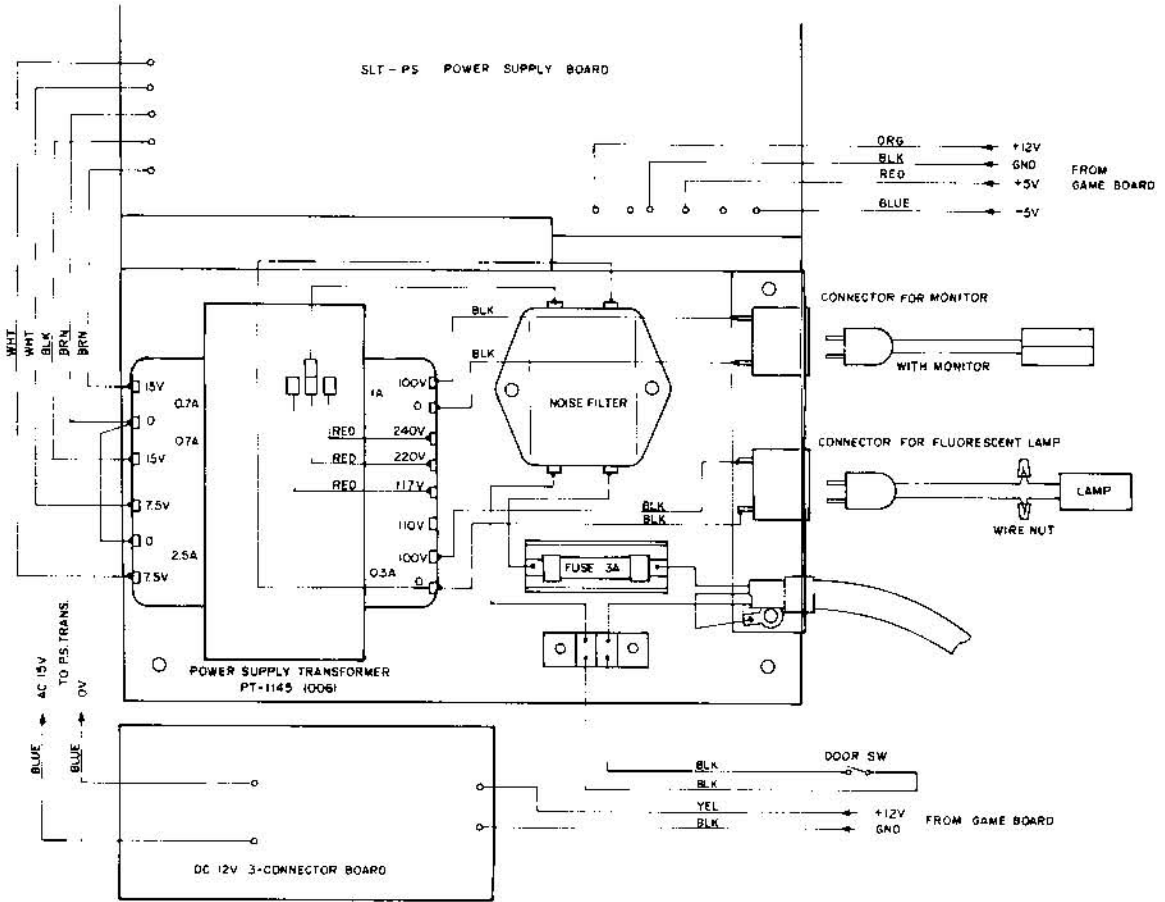 SLT-PS POWER SUPPLY BOARD
ORG
+12V
BLK
GND
RED
+5V
FROM
GAME BOARD
BLUE
-5V
WHT
WHT
BLK
BRN
BRN
CONNECTOR FOR MONITOR
WITH MONITOR
BLK
BLK
15V
0.7A
0
0.7A
15V
7.5V
0
2.5A
7.5V
1A
100V
0
RED
240V
RED
220V
RED
117V
110V
100V
0.3A
0
NOISE FILTER
CONNECTOR FOR FLUORESCENT LAMP
LAMP
WIRE NUT
BLK
BLK
FUSE 3A
POWER SUPPLY TRANSFORMER
PT-1145 (006)
AC 15V
TO P.S.TRANS.
0V
BLUE
BLUE
DOOR SW
BLK
BLK
YEL
+12V
BLK
GND
FROM GAME BOARD
DC 12V 3-CONNECTOR BOARD